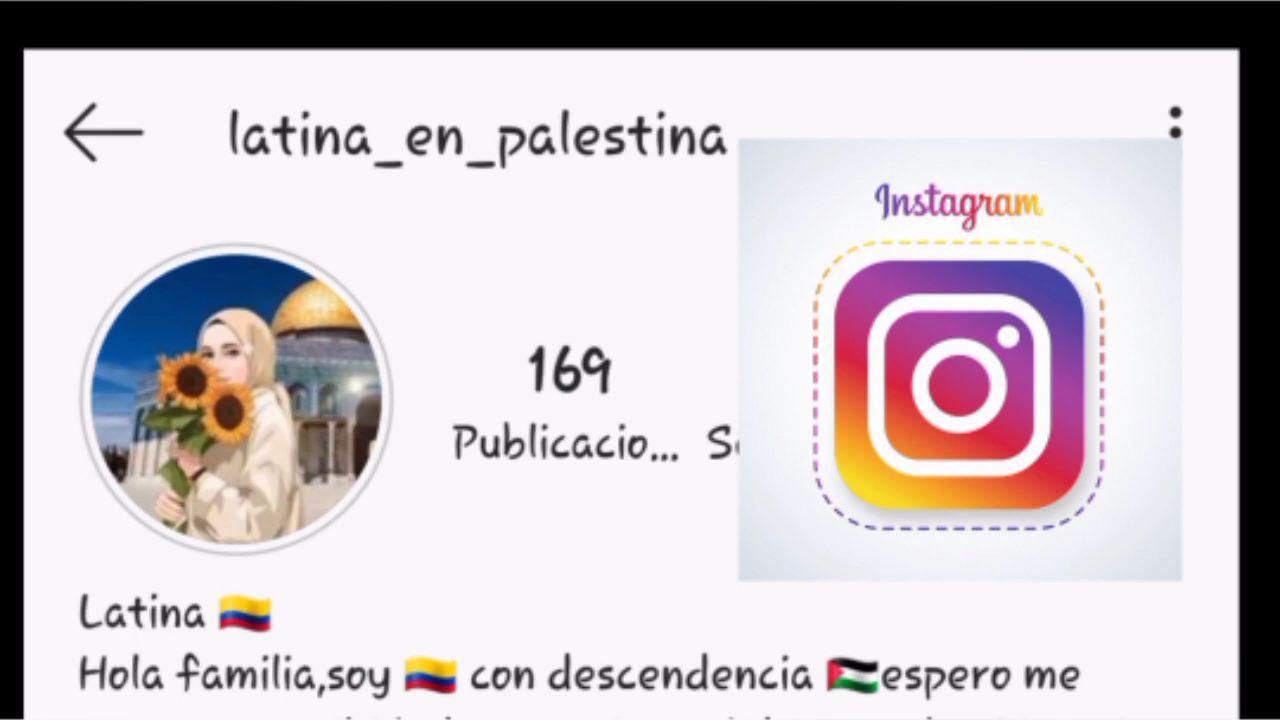 latina_en_palestina
Instagram
169
Publicacio...
Latina 🇨🇴
Hola familia,soy 🇨🇴 con descendencia 🇵🇸espero me